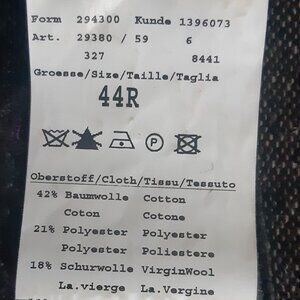 Form 294300 Kunde 1396073
Art. 29380 / 59 6
327 8441
Groesse/Size/Taille/Taglia
44R
P
Oberstoff/Cloth/Tissu/Tessuto
42% Baumwolle Cotton
Coton Cotone
21% Polyester Polyester
Polyester Poliestere
18% Schurwolle VirginWool
La.vierge La.Vergine